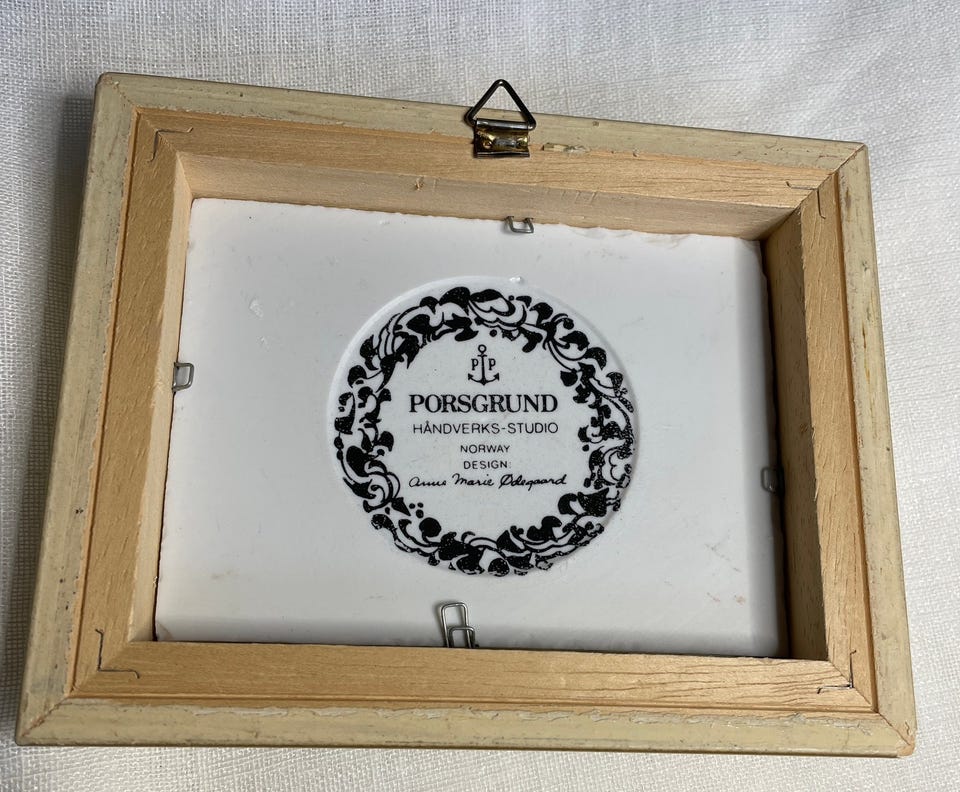 P P
PORSGRUND
HÅNDVERKS-STUDIO
NORWAY
DESIGN:
Anne Marie Ødegaard